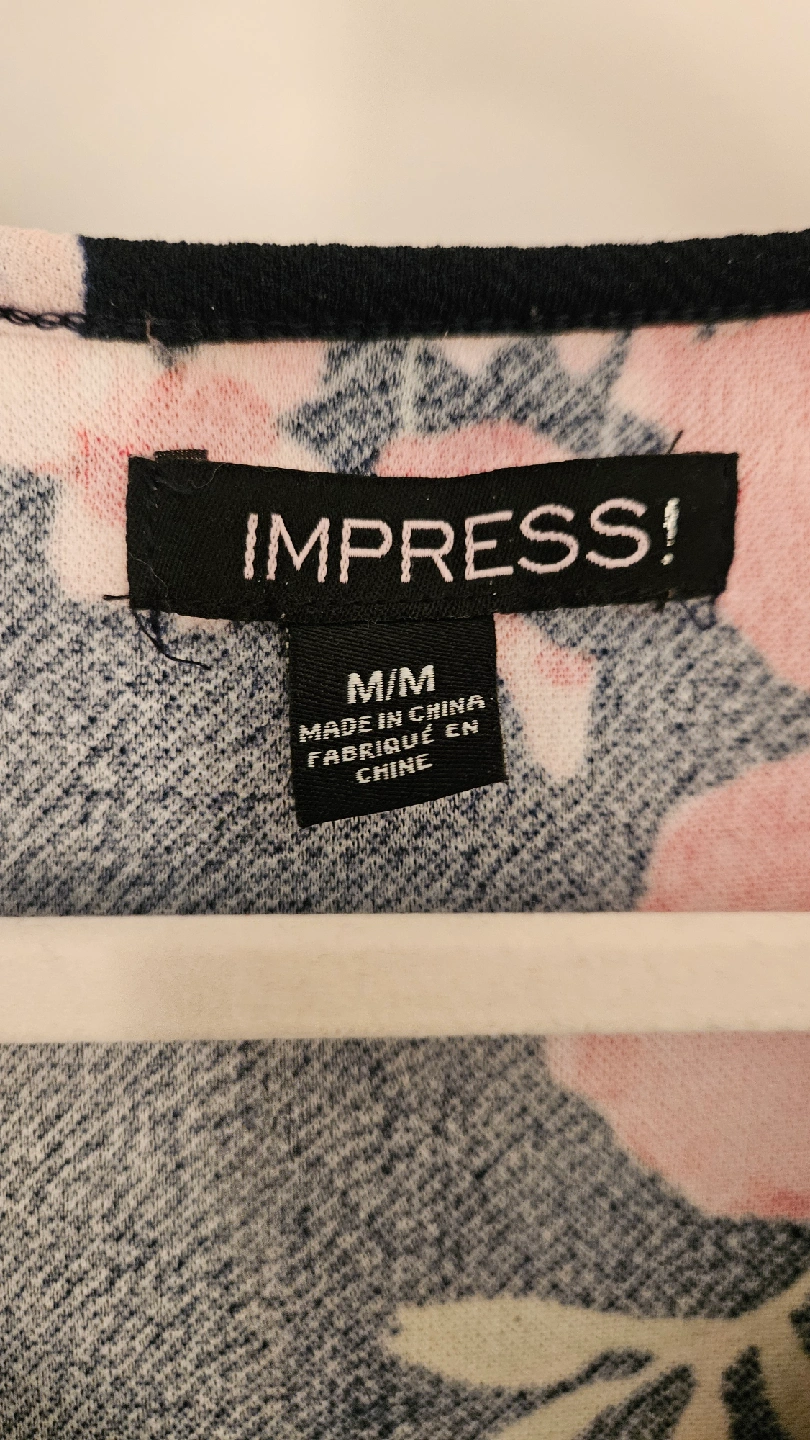 IMPRESS!
M/M
MADE IN CHINA
FABRIQUÉ EN
CHINE